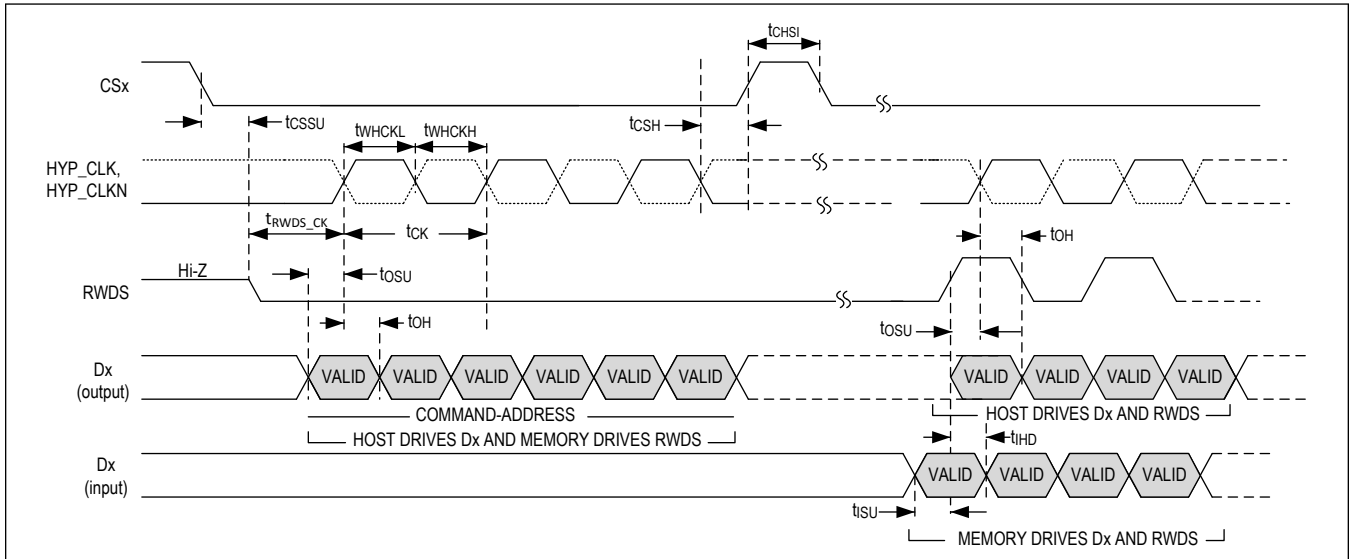 tCHSI
CSx
tCSSU
tWHCKL
tWHCKH
tCSH
HYP_CLK,
HYP_CLKN
tRWDS_CK
tCK
tOH
Hi-Z
tOSU
RWDS
tOH
tOSU
Dx
(output)
VALID VALID VALID VALID VALID VALID
VALID VALID VALID VALID
COMMAND-ADDRESS
HOST DRIVES Dx AND RWDS
HOST DRIVES Dx AND MEMORY DRIVES RWDS
tIHD
Dx
(input)
VALID VALID VALID VALID
tISU
MEMORY DRIVES Dx AND RWDS